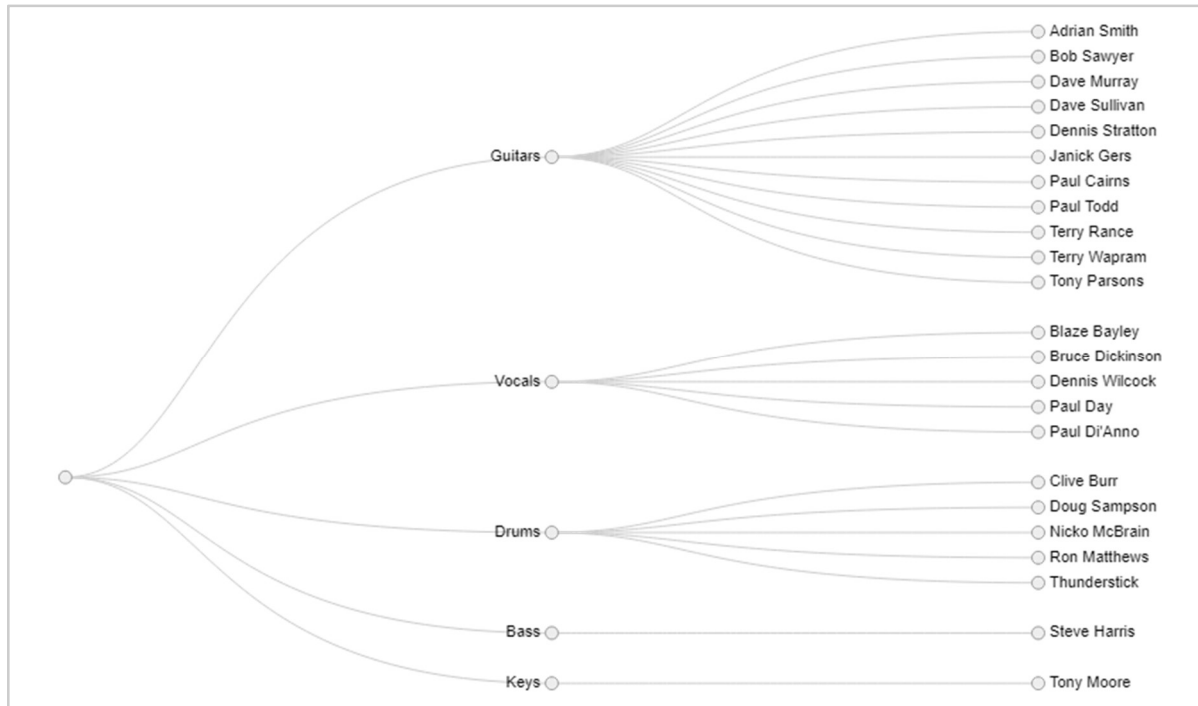 Adrian Smith
Bob Sawyer
Dave Murray
Dave Sullivan
Dennis Stratton
Guitars
Janick Gers
Paul Cairns
Paul Todd
Terry Rance
Terry Wapram
Tony Parsons
Blaze Bayley
Bruce Dickinson
Vocals
Dennis Wilcock
Paul Day
Paul Di'Anno
Clive Burr
Doug Sampson
Drums
Nicko McBrain
Ron Matthews
Thunderstick
Bass
Steve Harris
Keys
Tony Moore